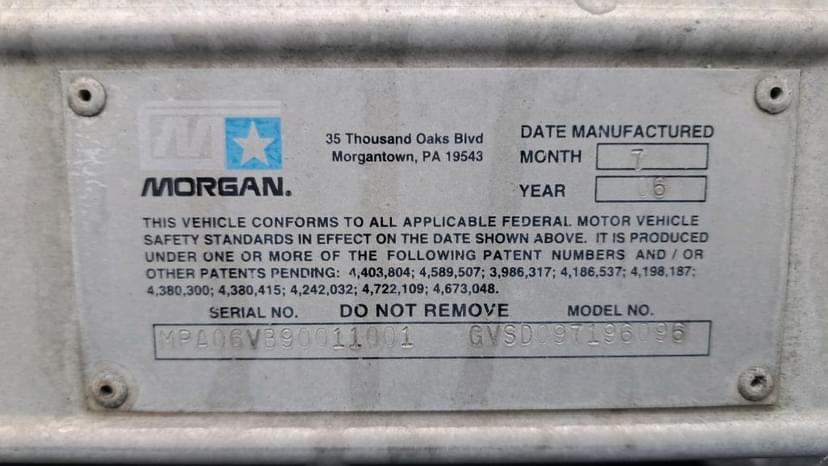 M
MORGAN.
35 Thousand Oaks Blvd
Morgantown, PA 19543
DATE MANUFACTURED
MONTH 7
YEAR 06
THIS VEHICLE CONFORMS TO ALL APPLICABLE FEDERAL MOTOR VEHICLE
SAFETY STANDARDS IN EFFECT ON THE DATE SHOWN ABOVE. IT IS PRODUCED
UNDER ONE OR MORE OF THE FOLLOWING PATENT NUMBERS AND / OR
OTHER PATENTS PENDING: 4,403,804; 4,589,507; 3,986,317; 4,186,537; 4,198,187;
4,380,300; 4,380,415; 4,242,032; 4,722,109; 4,673,048.
SERIAL NO. DO NOT REMOVE MODEL NO.
MPA06VB90011001 GVSD097196096